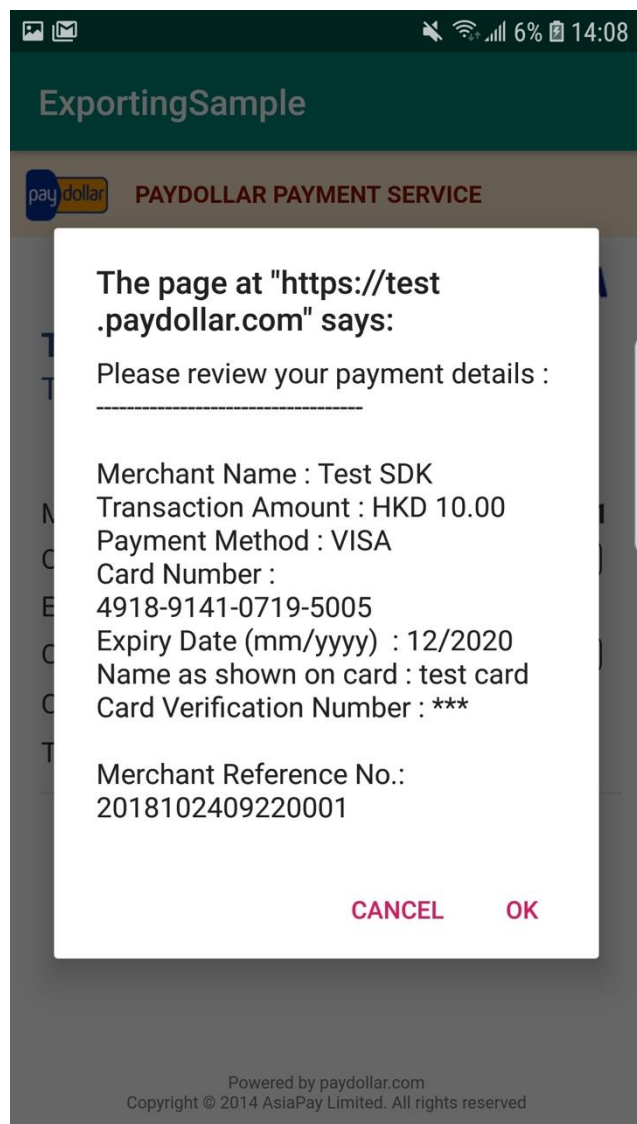 6% 14:08
ExportingSample
pay dollar PAYDOLLAR PAYMENT SERVICE
The page at "https://test
.paydollar.com" says:
Please review your payment details :
-----------------------------------
Merchant Name : Test SDK
Transaction Amount : HKD 10.00
Payment Method : VISA
Card Number :
4918-9141-0719-5005
Expiry Date (mm/yyyy)  : 12/2020
Name as shown on card : test card
Card Verification Number : ***
Merchant Reference No.:
2018102409220001
CANCEL OK
Powered by paydollar.com
Copyright © 2014 AsiaPay Limited. All rights reserved